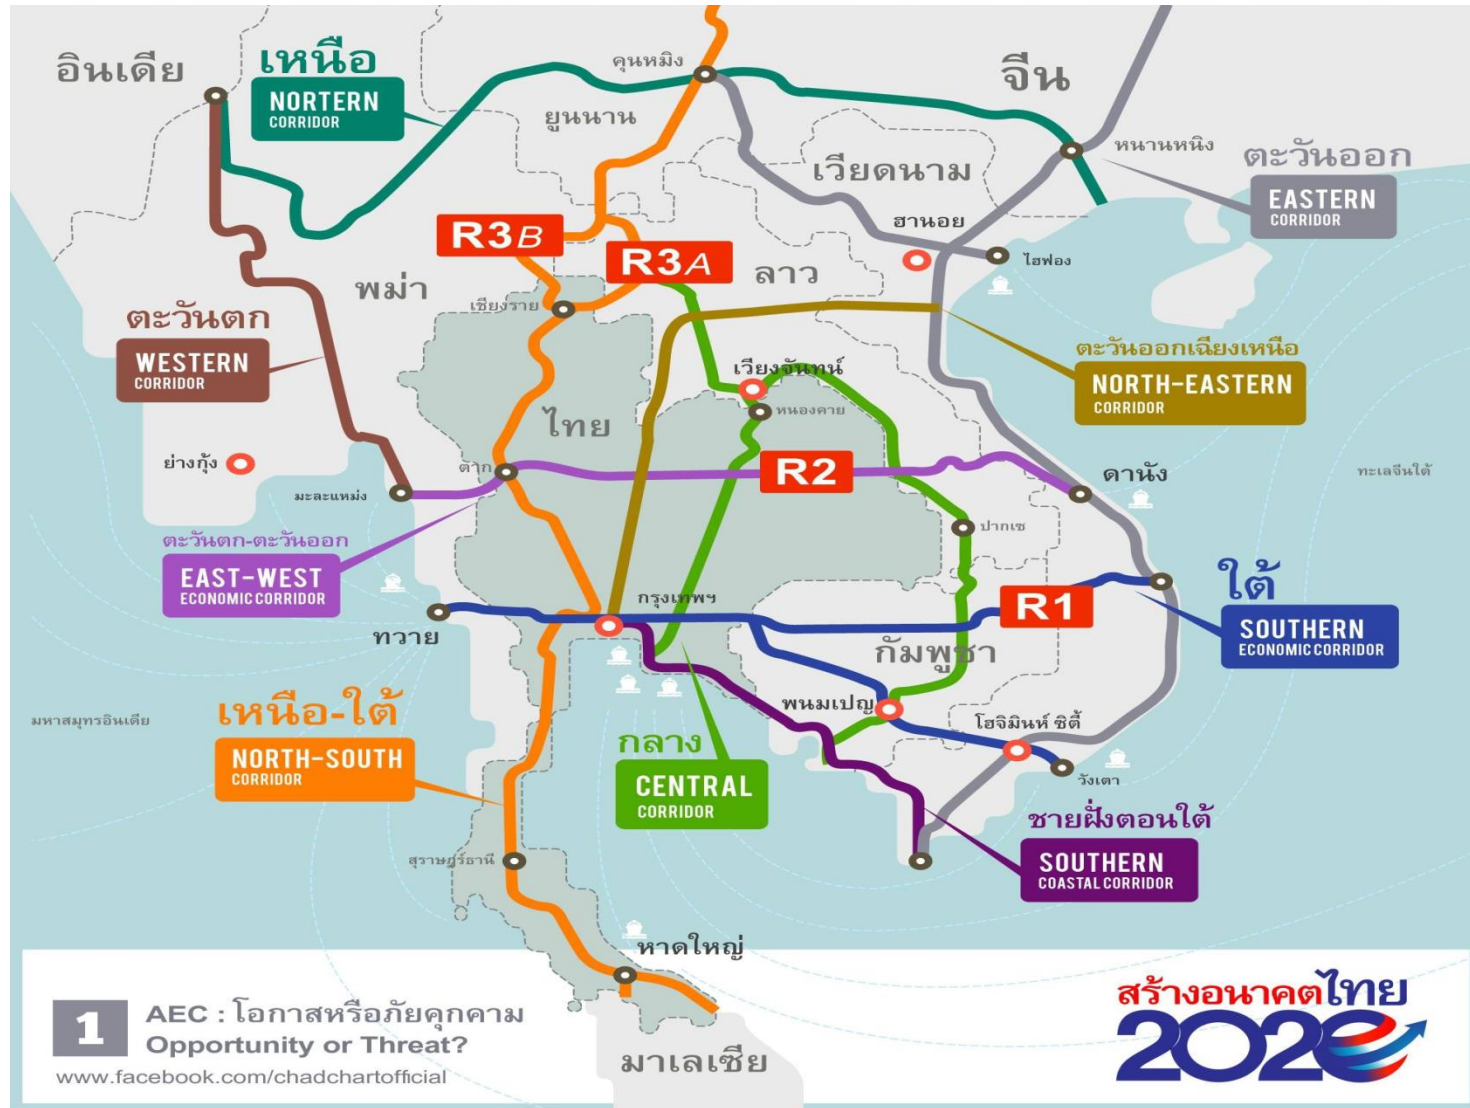 อินเดีย
เหนือ
NORTERN
CORRIDOR
คุนหมิง
ยูนนาน
จีน
หนานหนิง
ตะวันออก
EASTERN
CORRIDOR
เวียดนาม
ฮานอย
ไฮฟอง
R3B
R3A
ลาว
พม่า
เชียงราย
ตะวันตก
WESTERN
CORRIDOR
ตะวันออกเฉียงเหนือ
NORTH-EASTERN
CORRIDOR
เวียงจันทน์
หนองคาย
ไทย
ย่างกุ้ง
ตาก
R2
มะละแหม่ง
ดานัง
ทะเลจีนใต้
ปากเซ
ตะวันตก-ตะวันออก
EAST-WEST
ECONOMIC CORRIDOR
กรุงเทพฯ
R1
ใต้
SOUTHERN
ECONOMIC CORRIDOR
ทวาย
กัมพูชา
พนมเปญ
โฮจิมินห์ ซิตี้
วังเตา
มหาสมุทรอินเดีย
เหนือ-ใต้
NORTH-SOUTH
CORRIDOR
กลาง
CENTRAL
CORRIDOR
ชายฝั่งตอนใต้
SOUTHERN
COASTAL CORRIDOR
สุราษฎร์ธานี
หาดใหญ่
มาเลเซีย
1
AEC : โอกาสหรือภัยคุกคาม
Opportunity or Threat?
www.facebook.com/chadchartofficial
สร้างอนาคตไทย
2020